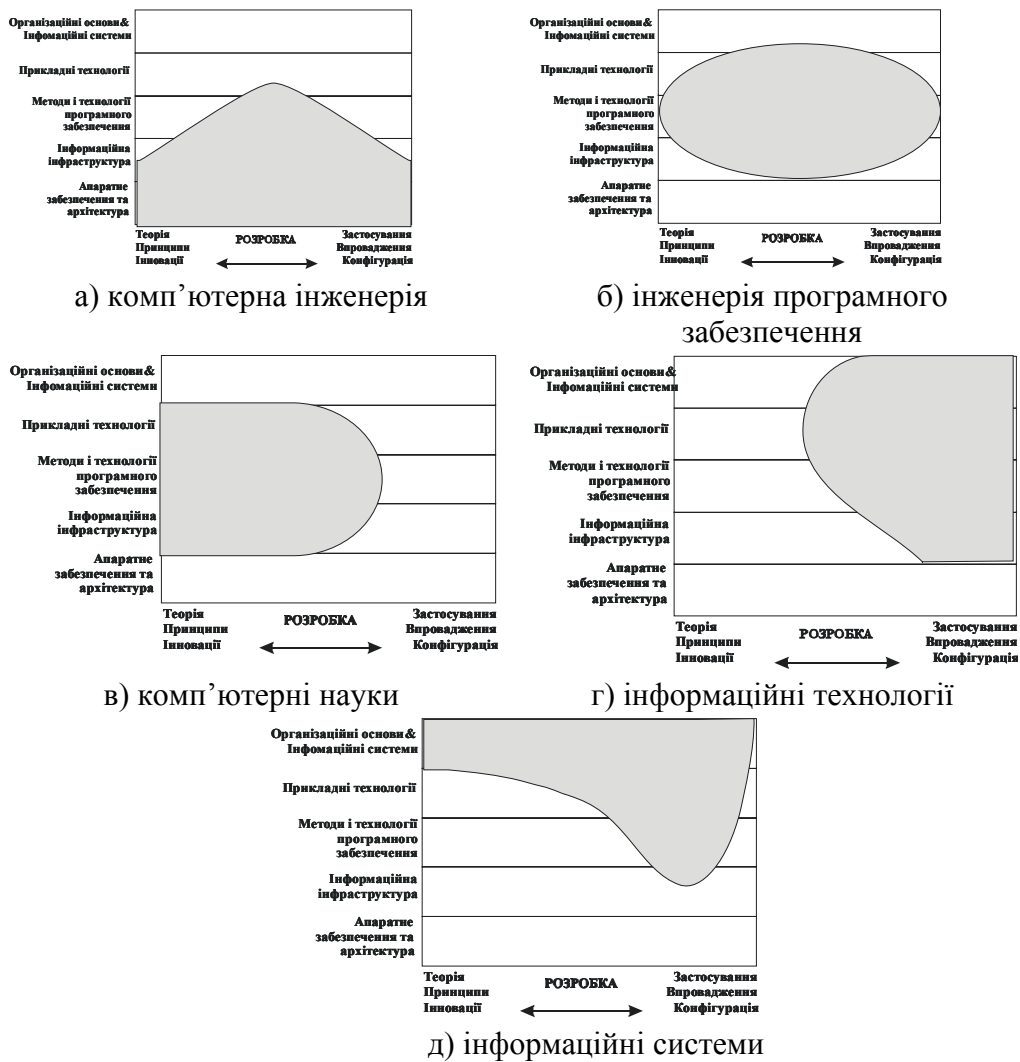 Організаційні основи&
Інфомаційні системи
Прикладні технології
Методи і технології
програмного
забезпечення
Інформаційна
інфраструктура
Апаратне
забезпечення та
архітектура
Теорія
Принципи
Інновації
РОЗРОБКА
Застосування
Впровадження
Конфігурація
а) комп’ютерна інженерія
Організаційні основи&
Інфомаційні системи
Прикладні технології
Методи і технології
програмного
забезпечення
Інформаційна
інфраструктура
Апаратне
забезпечення та
архітектура
Теорія
Принципи
Інновації
РОЗРОБКА
Застосування
Впровадження
Конфігурація
б) інженерія програмного
забезпечення
Організаційні основи&
Інфомаційні системи
Прикладні технології
Методи і технології
програмного
забезпечення
Інформаційна
інфраструктура
Апаратне
забезпечення та
архітектура
Теорія
Принципи
Інновації
РОЗРОБКА
Застосування
Впровадження
Конфігурація
в) комп’ютерні науки
Організаційні основи&
Інфомаційні системи
Прикладні технології
Методи і технології
програмного
забезпечення
Інформаційна
інфраструктура
Апаратне
забезпечення та
архітектура
Теорія
Принципи
Інновації
РОЗРОБКА
Застосування
Впровадження
Конфігурація
г) інформаційні технології
Організаційні основи&
Інфомаційні системи
Прикладні технології
Методи і технології
програмного
забезпечення
Інформаційна
інфраструктура
Апаратне
забезпечення та
архітектура
Теорія
Принципи
Інновації
РОЗРОБКА
Застосування
Впровадження
Конфігурація
д) інформаційні системи